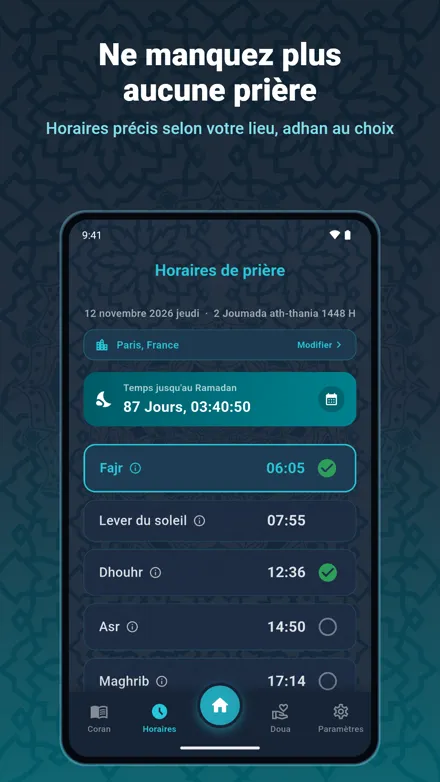 Ne manquez plus
aucune prière
Horaires précis selon votre lieu, adhan au choix
9:41
Horaires de prière
12 novembre 2026 jeudi · 2 Joumada ath-thania 1448 H
Paris, France Modifier
Temps jusqu'au Ramadan
87 Jours, 03:40:50
Fajr 06:05
Lever du soleil 07:55
Dhouhr 12:36
Asr 14:50
Maghrib 17:14
Coran Horaires Doua Paramètres